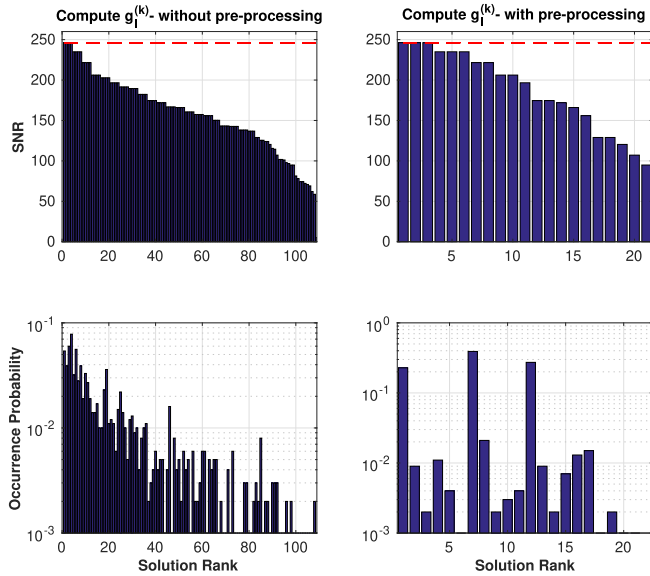 Compute g_I^(k)- without pre-processing
Compute g_I^(k)- with pre-processing
SNR
250
200
150
100
50
0
0 20 40 60 80 100
250
200
150
100
50
0
5 10 15 20
Occurrence Probability
10^-1
10^-2
10^-3
0 20 40 60 80 100
Solution Rank
10^0
10^-1
10^-2
10^-3
5 10 15 20
Solution Rank